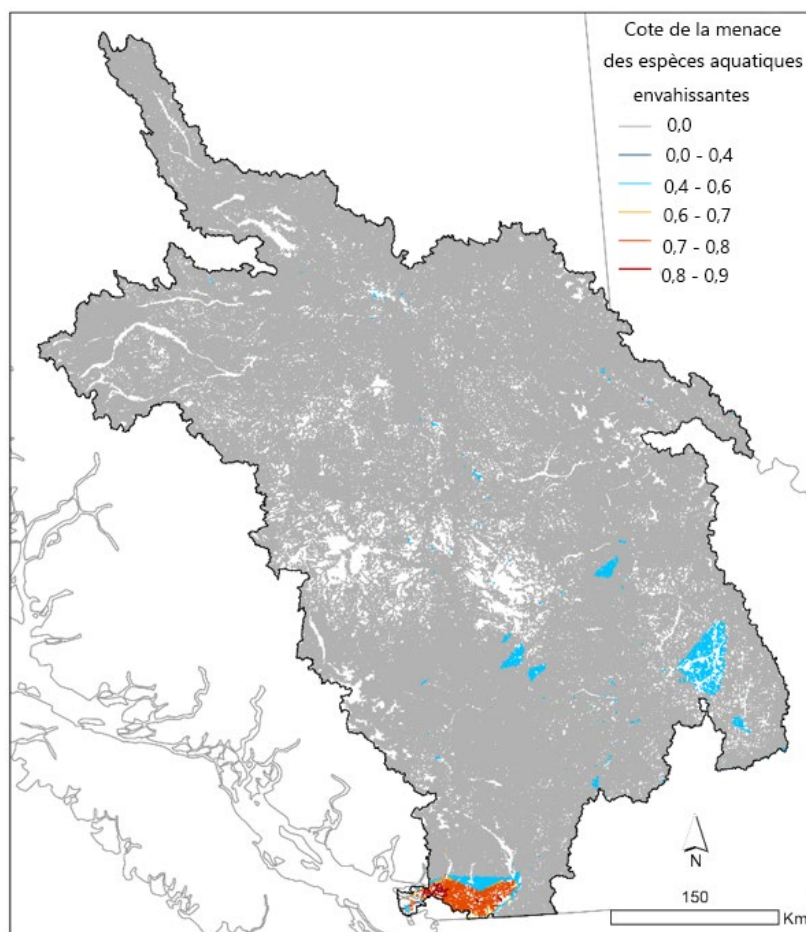 Cote de la menace
des espèces aquatiques
envahissantes
0,0
0,0 - 0,4
0,4 - 0,6
0,6 - 0,7
0,7 - 0,8
0,8 - 0,9
N
150
Km